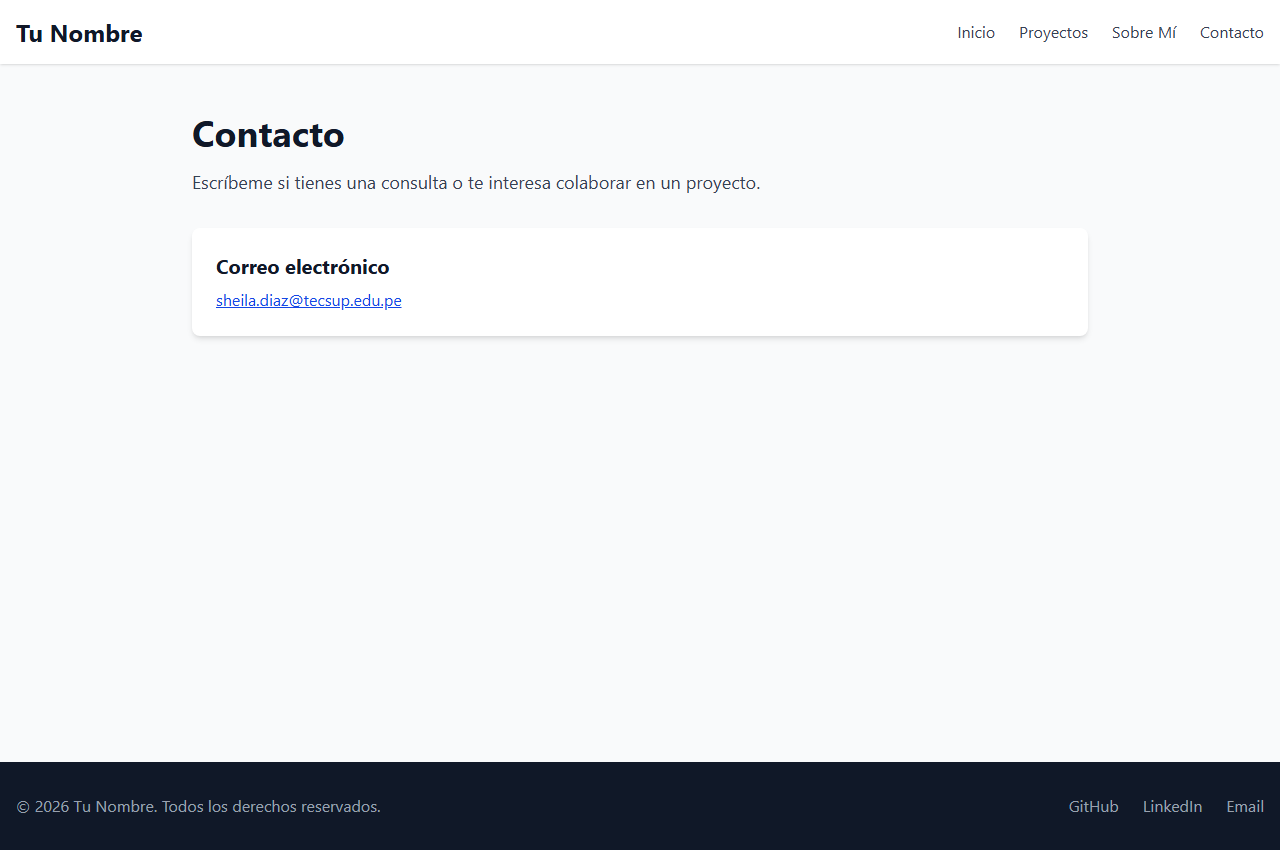 Tu Nombre
Inicio Proyectos Sobre Mí Contacto
Contacto
Escríbeme si tienes una consulta o te interesa colaborar en un proyecto.
Correo electrónico
sheila.diaz@tecsup.edu.pe
© 2026 Tu Nombre. Todos los derechos reservados.
GitHub LinkedIn Email